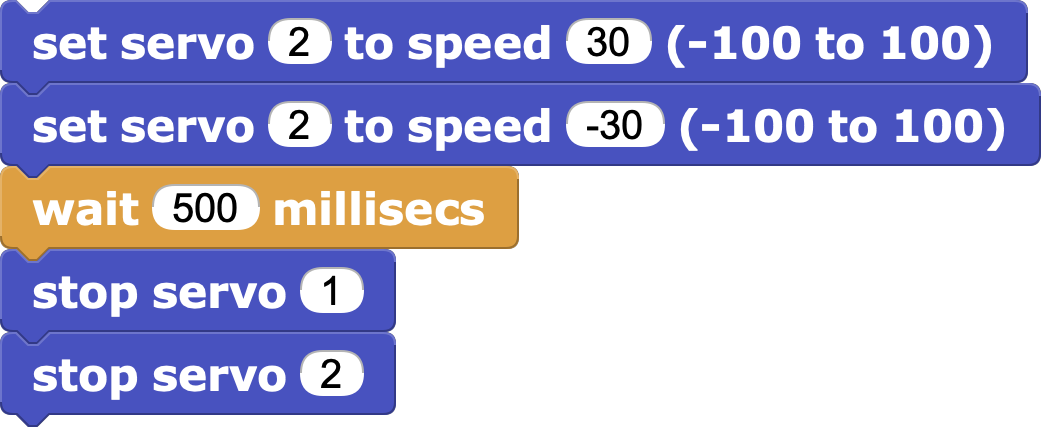 set servo 2 to speed 30 (-100 to 100)
set servo 2 to speed -30 (-100 to 100)
wait 500 millisecs
stop servo 1
stop servo 2